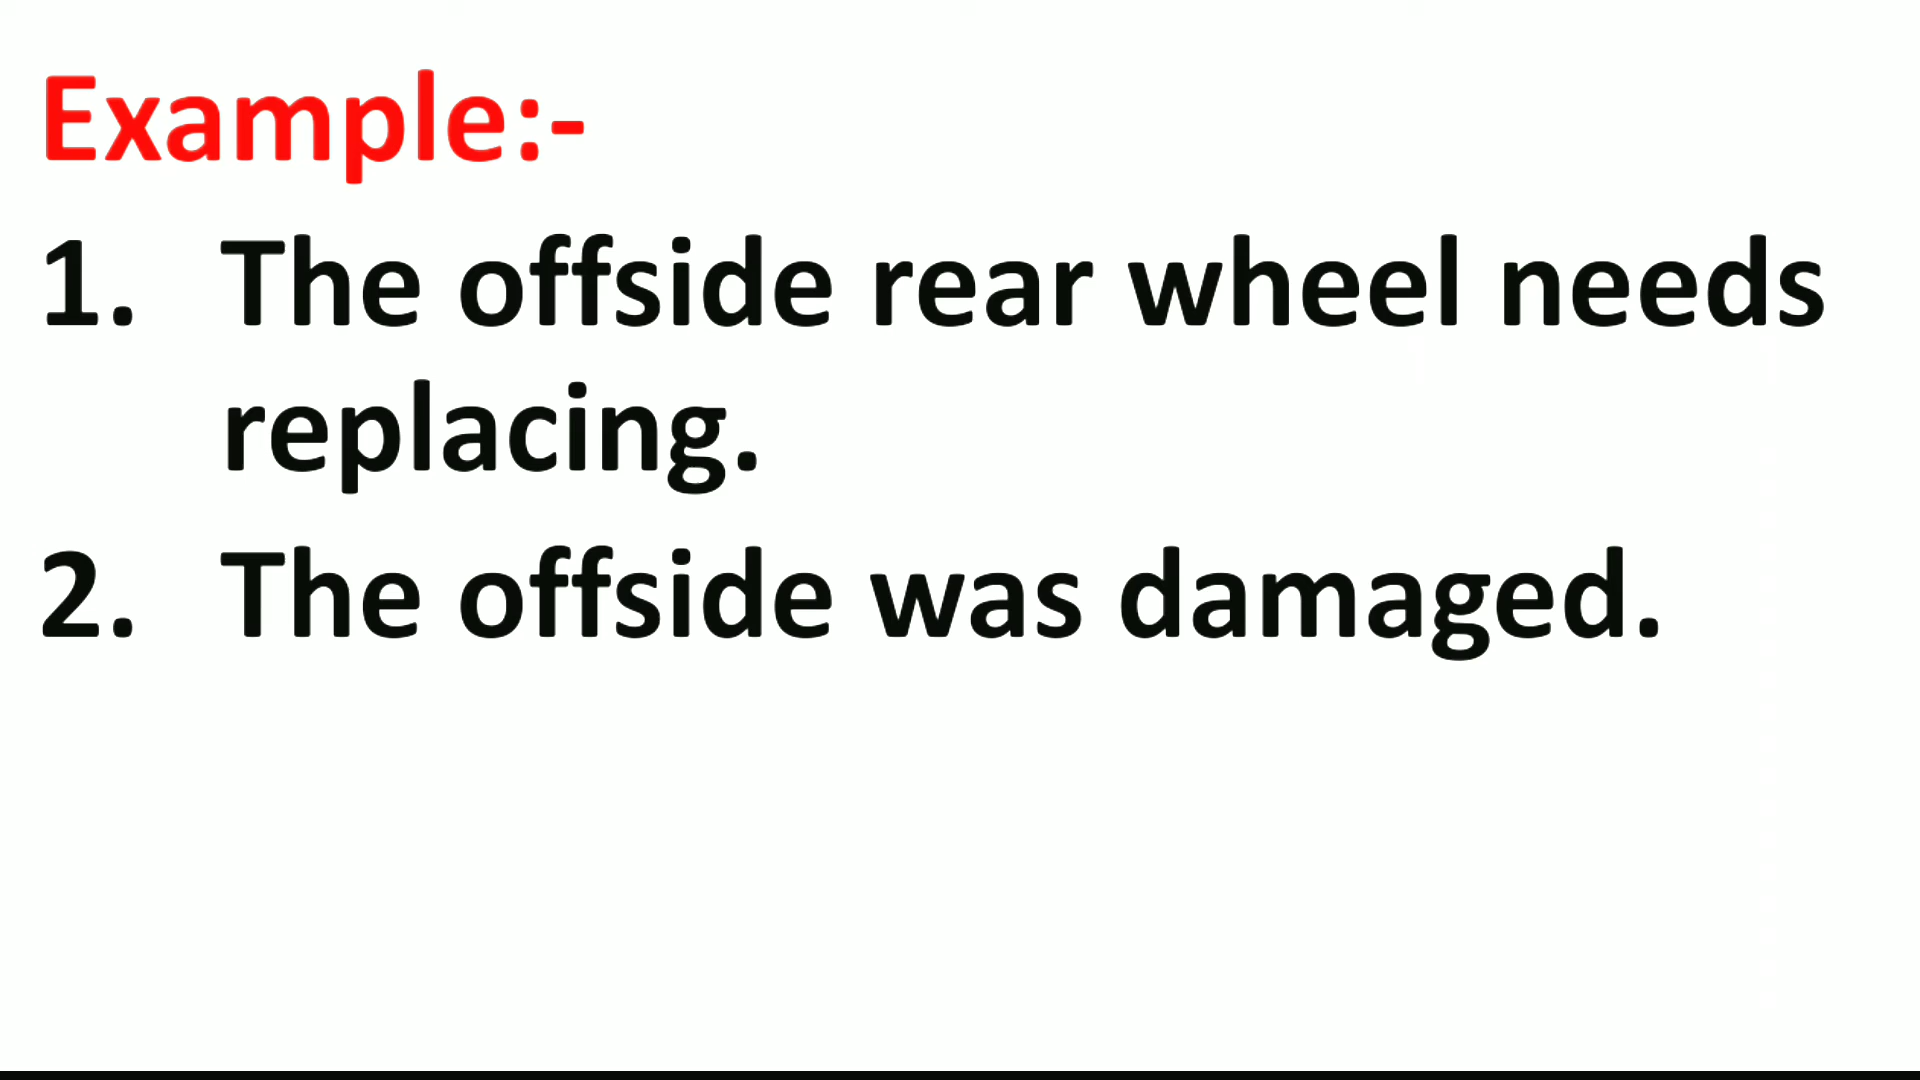 Example:-
1. The offside rear wheel needs
replacing.
2. The offside was damaged.